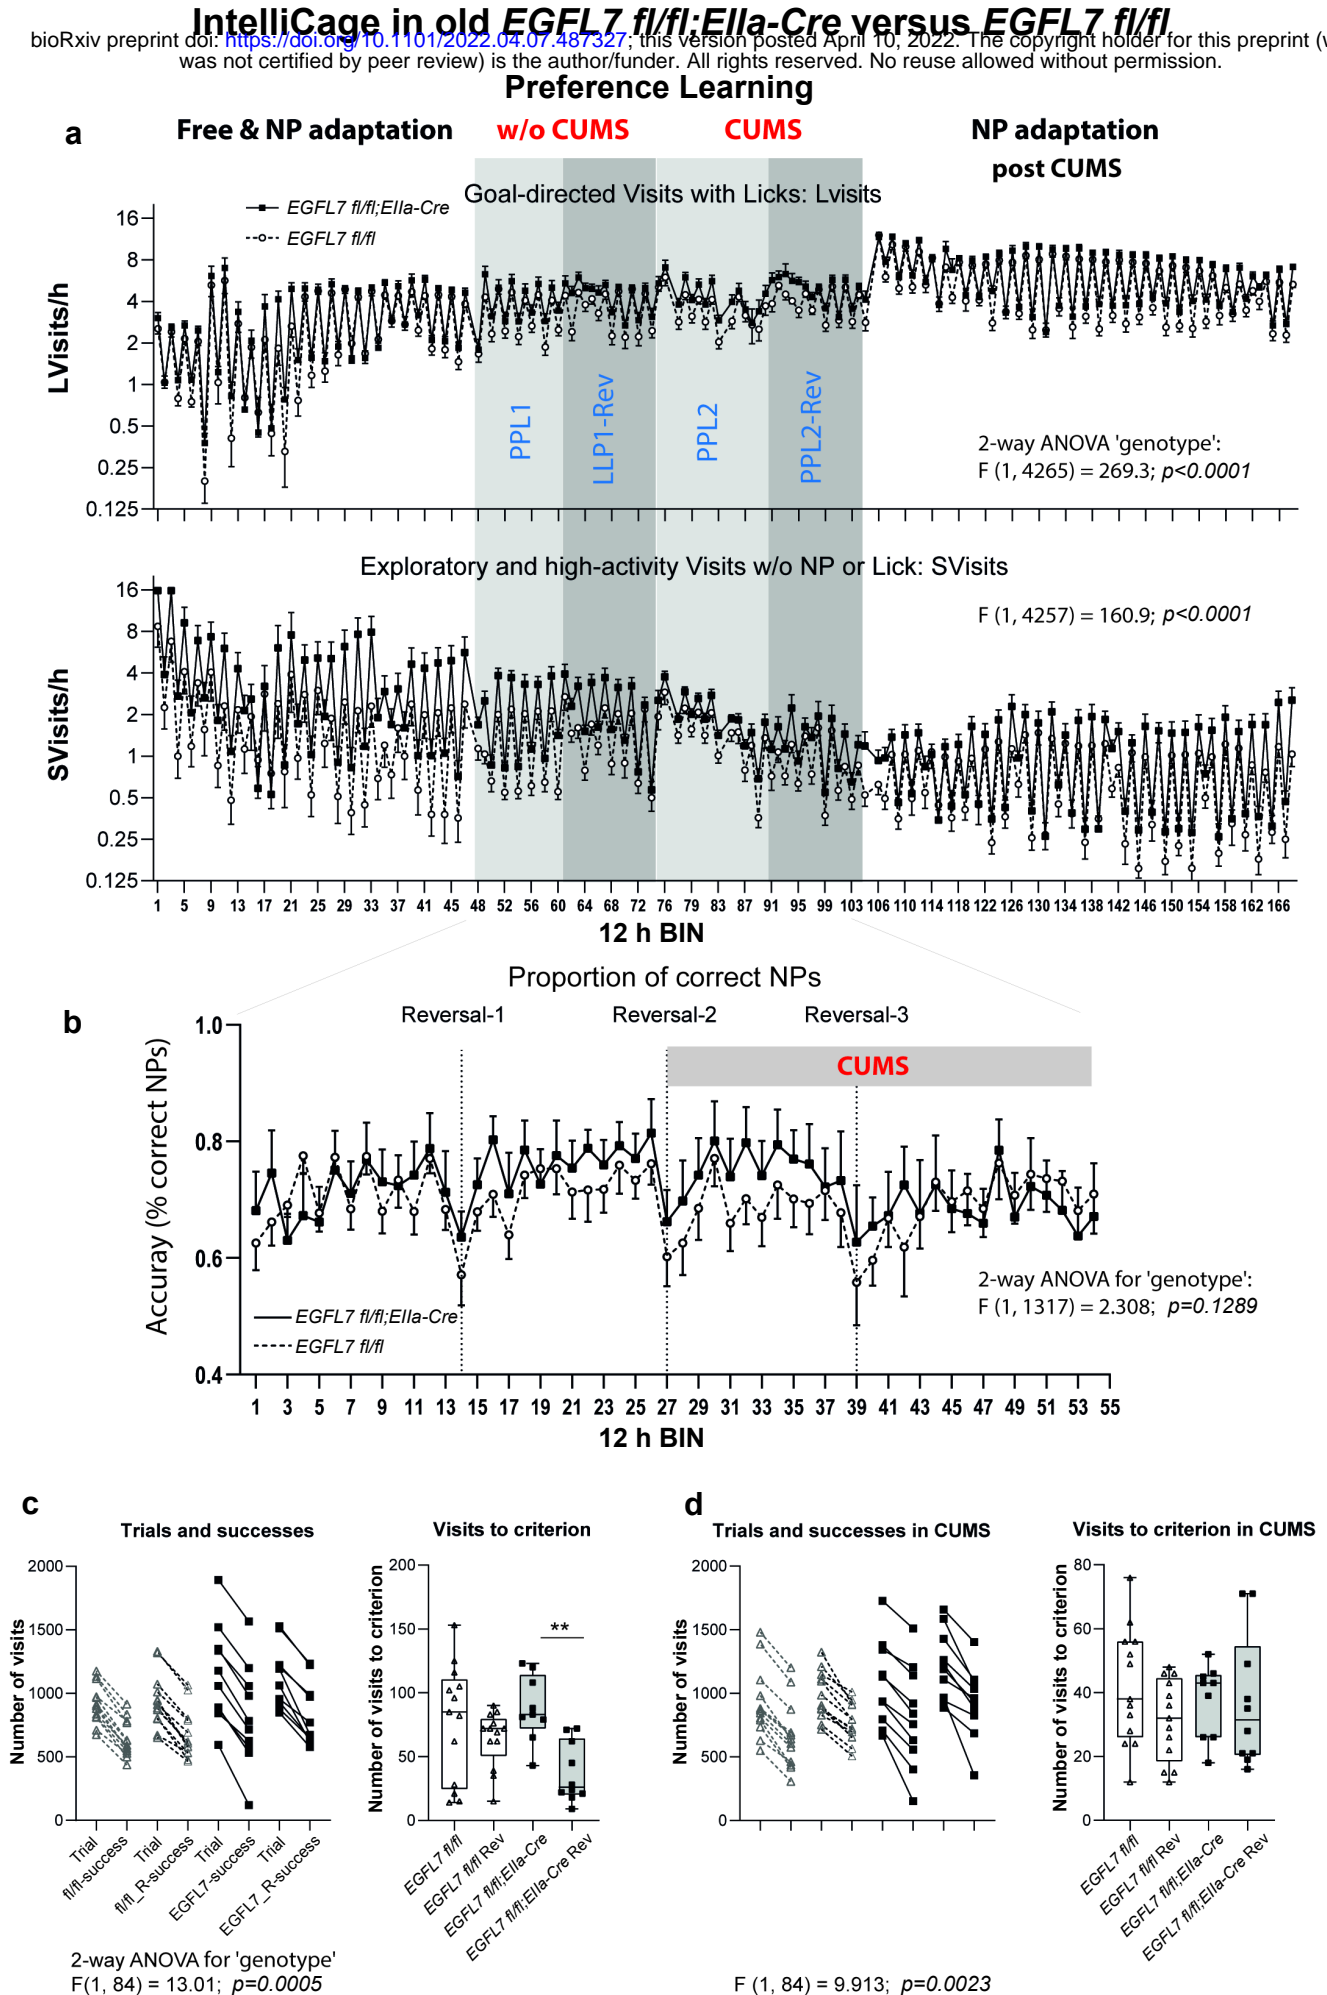 IntelliCage in old EGFL7 fl/fl;EIIa-Cre versus EGFL7 fl/fl
bioRxiv preprint doi: https://doi.org/10.1101/2022.04.07.487327; this version posted April 10, 2022. The copyright holder for this preprint (
was not certified by peer review) is the author/funder. All rights reserved. No reuse allowed without permission.
Preference Learning
a
Free & NP adaptation
w/o CUMS
CUMS
NP adaptation
post CUMS
Goal-directed Visits with Licks: Lvisits
EGFL7 fl/fl;EIIa-Cre
EGFL7 fl/fl
LVisits/h
16
8
4
2
1
0.5
0.25
0.125
PPL1
LLP1-Rev
PPL2
PPL2-Rev
2-way ANOVA 'genotype':
F (1, 4265) = 269.3; p<0.0001
Exploratory and high-activity Visits w/o NP or Lick: SVisits
F (1, 4257) = 160.9; p<0.0001
SVisits/h
16
8
4
2
1
0.5
0.25
0.125
1 5 9 13 17 21 25 29 33 37 41 45 48 52 56 60 64 68 72 76 79 83 87 91 95 99 103 106 110 114 118 122 126 130 134 138 142 146 150 154 158 162 166
12 h BIN
Proportion of correct NPs
b
Reversal-1
Reversal-2
Reversal-3
CUMS
Accuray (% correct NPs)
1.0
0.8
0.6
0.4
EGFL7 fl/fl;EIIa-Cre
EGFL7 fl/fl
2-way ANOVA for 'genotype':
F (1, 1317) = 2.308; p=0.1289
1 3 5 7 9 11 13 15 17 19 21 23 25 27 29 31 33 35 37 39 41 43 45 47 49 51 53 55
12 h BIN
c
Trials and successes
Number of visits
2000
1500
1000
500
0
Trial
fl/fl-success
Trial
fl/fl_R-success
Trial
EGFL7-success
Trial
EGFL7_R-success
2-way ANOVA for 'genotype'
F(1, 84) = 13.01; p=0.0005
Visits to criterion
Number of visits to criterion
200
150
100
50
0
**
EGFL7 fl/fl
EGFL7 fl/fl Rev
EGFL7 fl/fl;EIIa-Cre
EGFL7 fl/fl;EIIa-Cre Rev
d
Trials and successes in CUMS
Number of visits
2000
1500
1000
500
0
F (1, 84) = 9.913; p=0.0023
Visits to criterion in CUMS
Number of visits to criterion
80
60
40
20
0
EGFL7 fl/fl
EGFL7 fl/fl Rev
EGFL7 fl/fl;EIIa-Cre
EGFL7 fl/fl;EIIa-Cre Rev